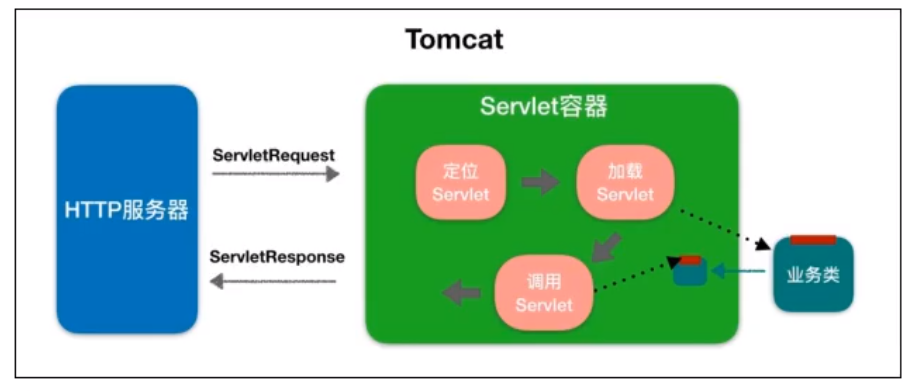 Tomcat
Servlet容器
ServletRequest
定位
Servlet
加载
Servlet
HTTP服务器
ServletResponse
调用
Servlet
业务类